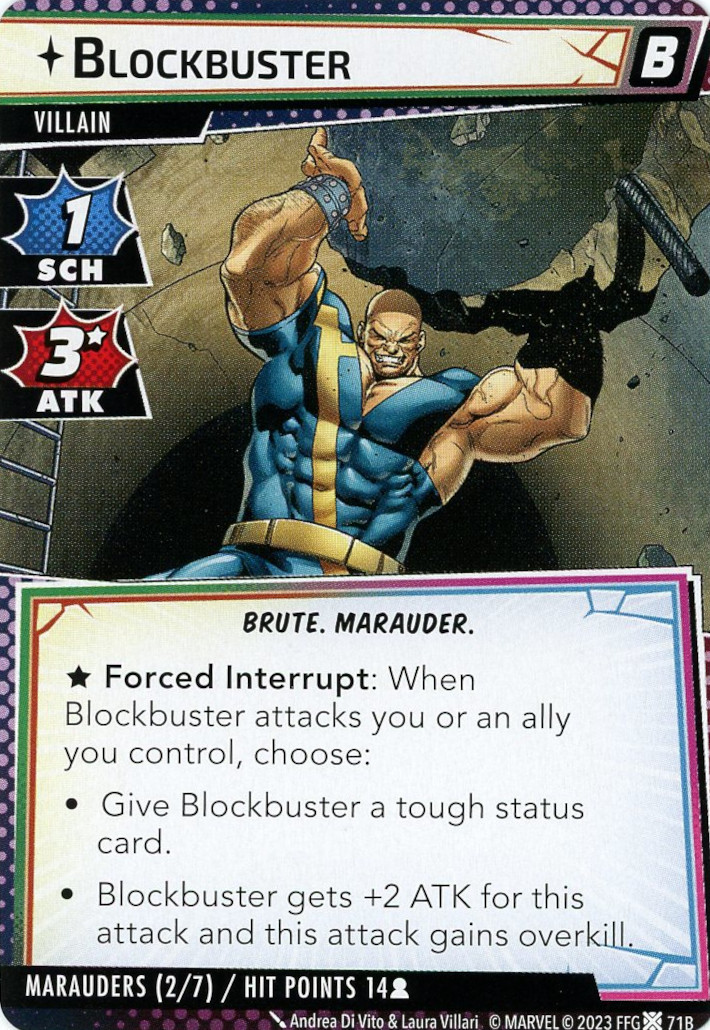 BLOCKBUSTER
B
VILLAIN
1
SCH
3
ATK
BRUTE. MARAUDER.
★ Forced Interrupt: When
Blockbuster attacks you or an ally
you control, choose:
• Give Blockbuster a tough status
card.
• Blockbuster gets +2 ATK for this
attack and this attack gains overkill.
MARAUDERS (2/7) / HIT POINTS 14
Andrea Di Vito & Laura Villari. © MARVEL © 2023 FFG 71B